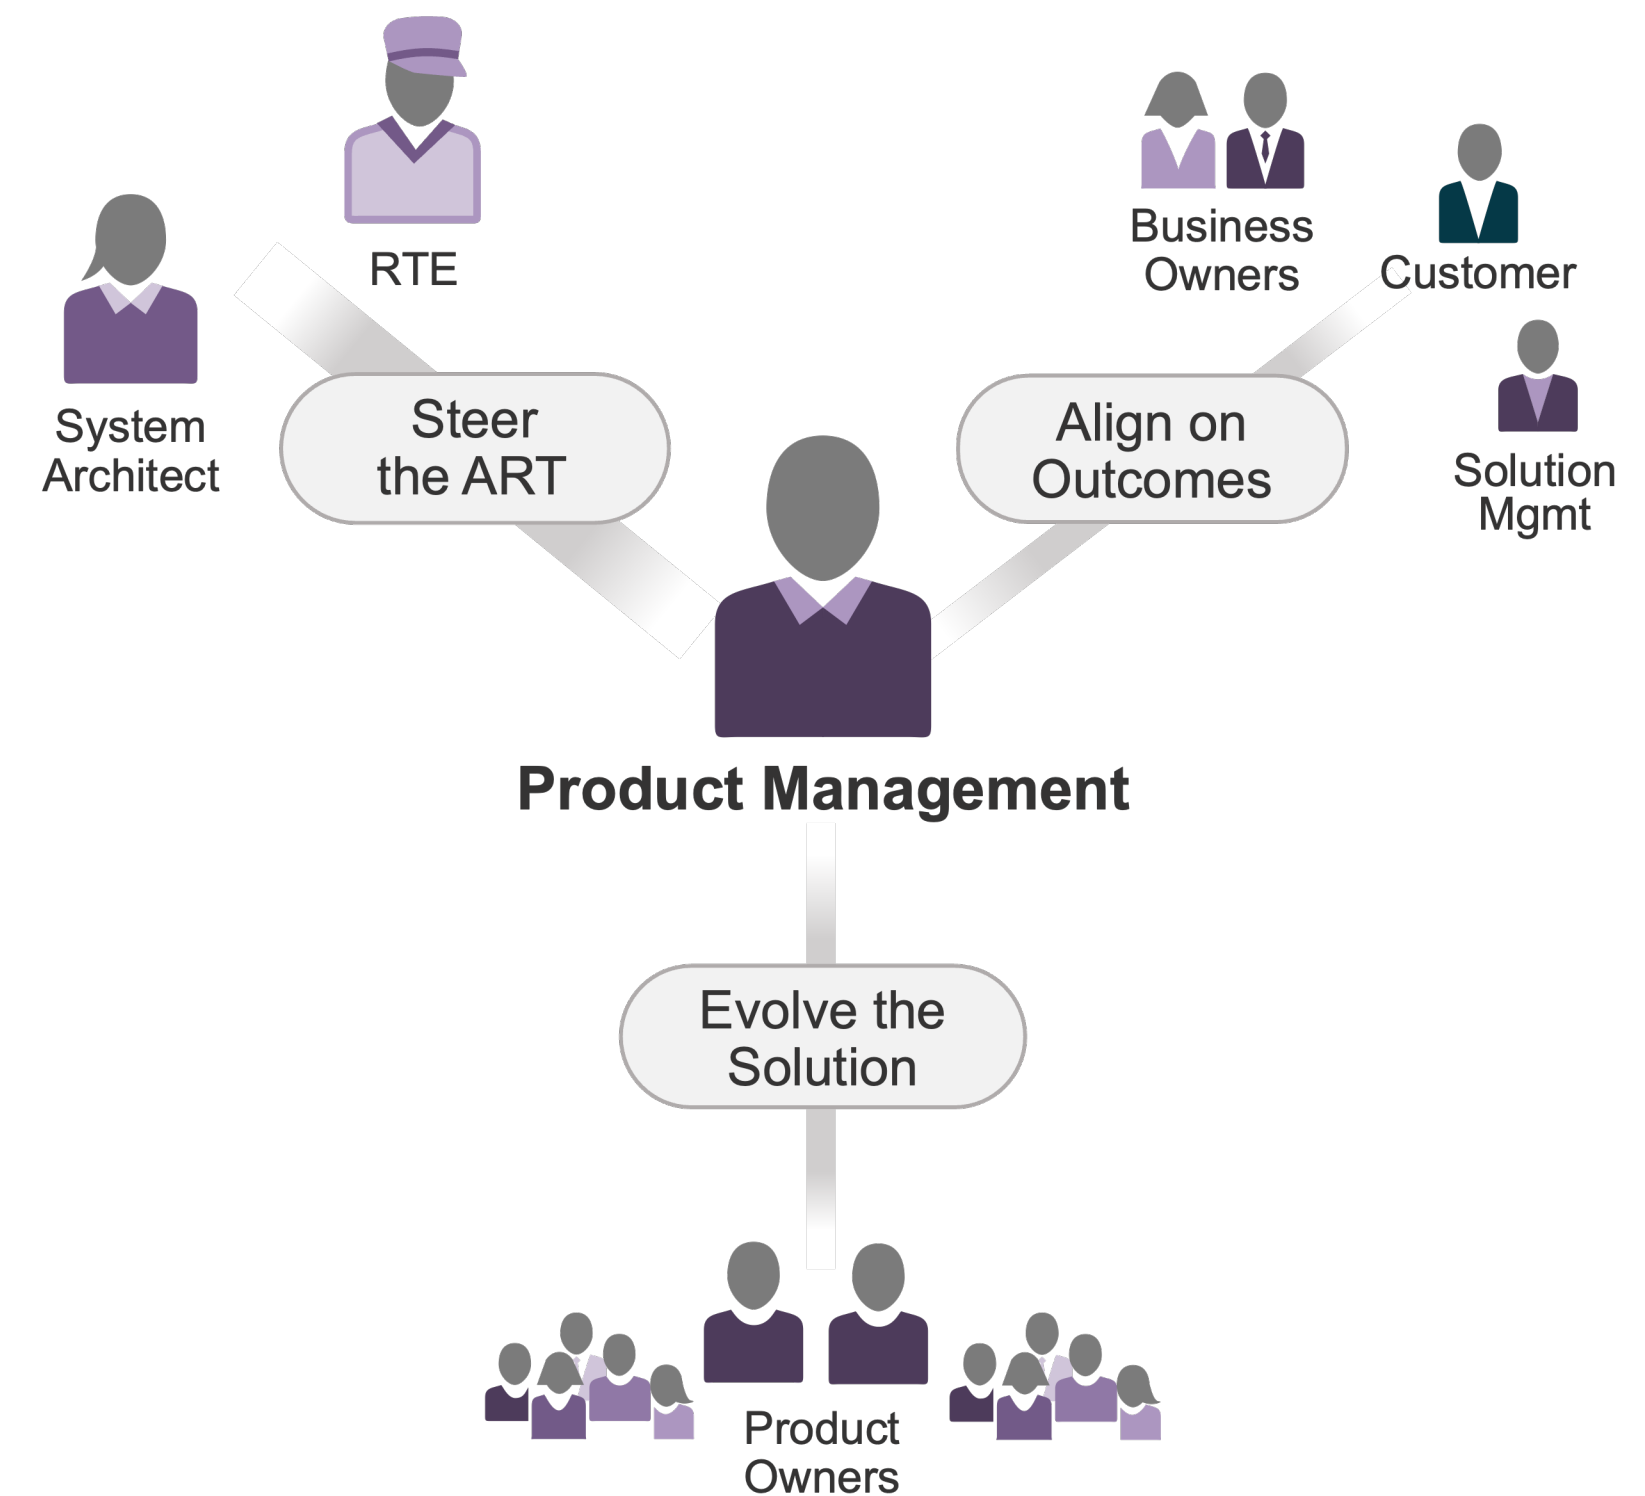 RTE
System
Architect
Steer
the ART
Business
Owners
Customer
Solution
Mgmt
Align on
Outcomes
Product Management
Evolve the
Solution
Product
Owners